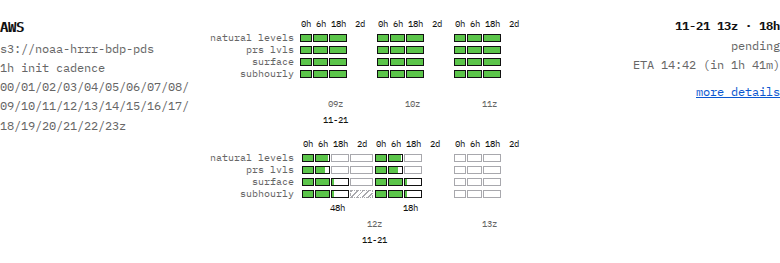 AWS
s3://noaa-hrrr-bdp-pds
1h init cadence
00/01/02/03/04/05/06/07/08/
09/10/11/12/13/14/15/16/17/
18/19/20/21/22/23z
0h 6h 18h 2d 0h 6h 18h 2d 0h 6h 18h 2d
natural levels
prs lvls
surface
subhourly
09z 10z 11z
11-21
0h 6h 18h 2d 0h 6h 18h 2d 0h 6h 18h 2d
natural levels
prs lvls
surface
subhourly
48h 18h
12z 13z
11-21
11-21 13z · 18h
pending
ETA 14:42 (in 1h 41m)
more details